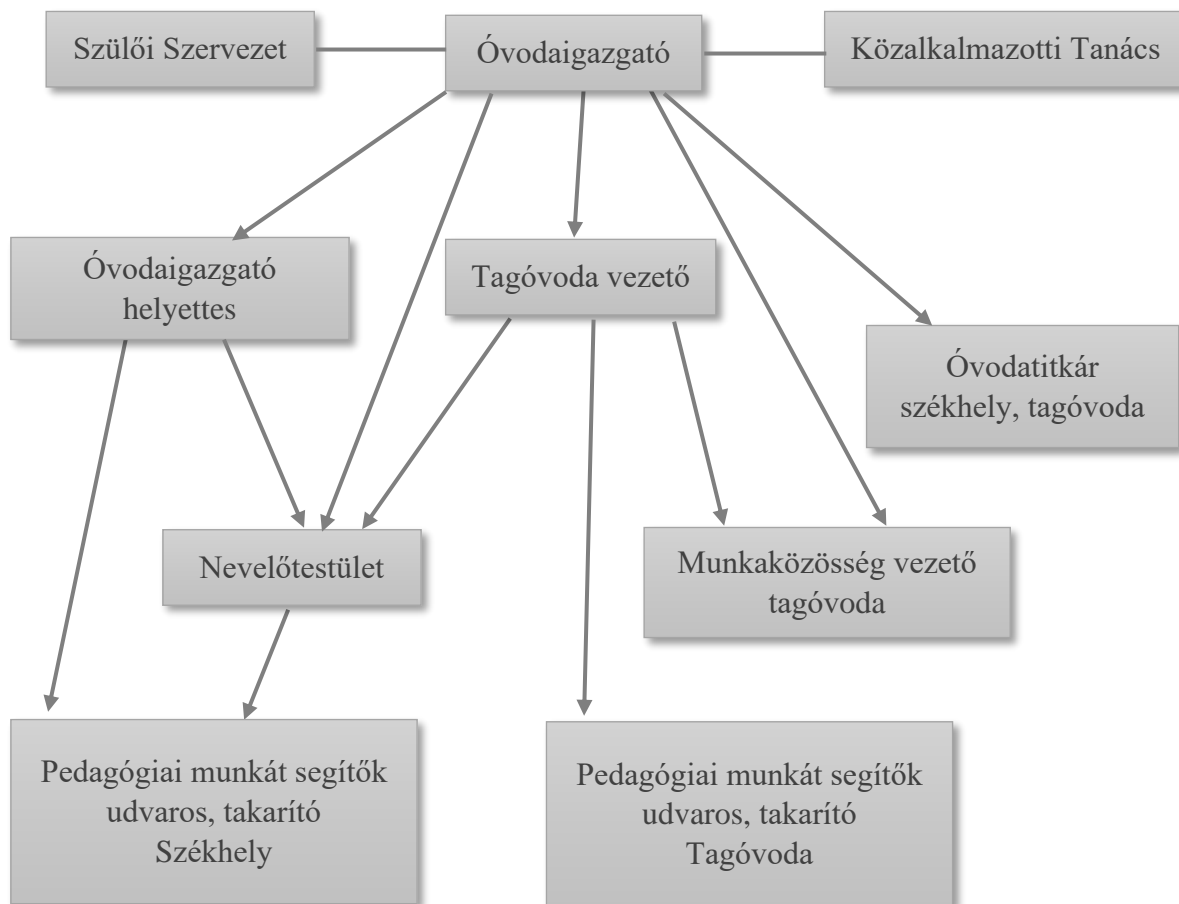 Szülői Szervezet
Óvodaigazgató
Közalkalmazotti Tanács
Óvodaigazgató
helyettes
Tagóvoda vezető
Óvodatitkár
székhely, tagóvoda
Nevelőtestület
Munkaközösség vezető
tagóvoda
Pedagógiai munkát segítők
udvaros, takarító
Székhely
Pedagógiai munkát segítők
udvaros, takarító
Tagóvoda